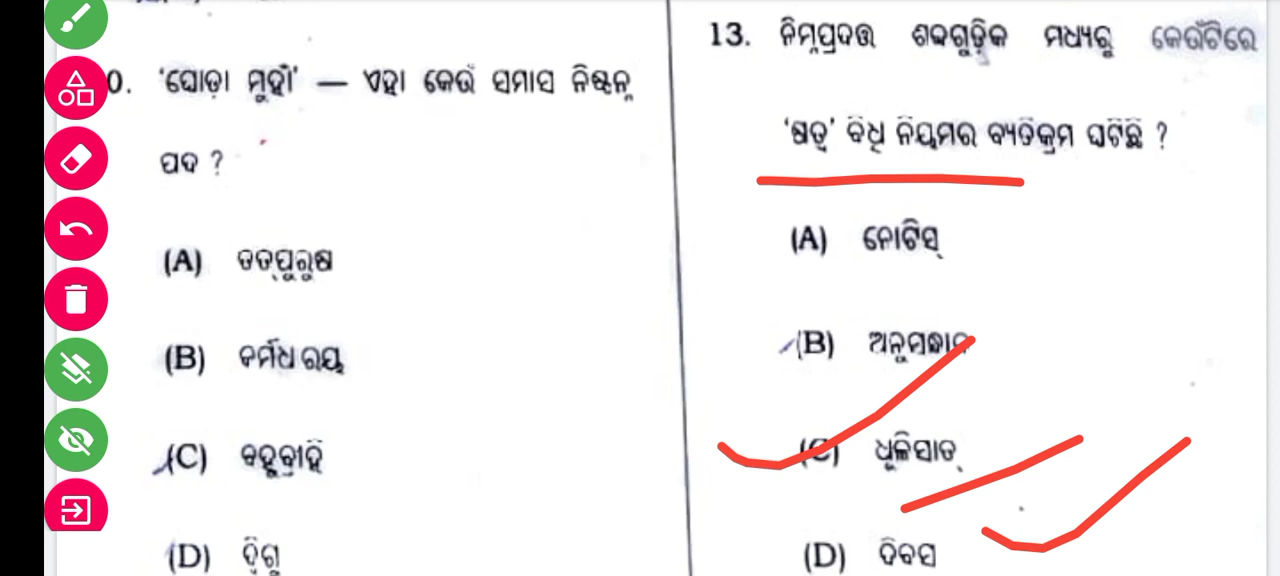 0. 'ଘୋଡ଼ା ମୁହାଁ' — ଏହା କେଉଁ ସମାସ ନିଷ୍ପନ୍ନ
ପଦ ?
(A) ତତ୍‌ପୁରୁଷ
(B) କର୍ମଧାରୟ
(C) ବହୁବ୍ରୀହି
(D) ଦ୍ୱିଗୁ
13. ନିମ୍ନପ୍ରଦତ୍ତ ଶବ୍ଦଗୁଡ଼ିକ ମଧ୍ୟରୁ କେଉଁଟିରେ
'ଷତ୍ୱ' ବିଧି ନିୟମର ବ୍ୟତିକ୍ରମ ଘଟିଛି ?
(A) ନୋଟିସ୍
(B) ଅନୁସନ୍ଧାନ
(C) ଧୂଳିସାତ୍
(D) ଦିବସ